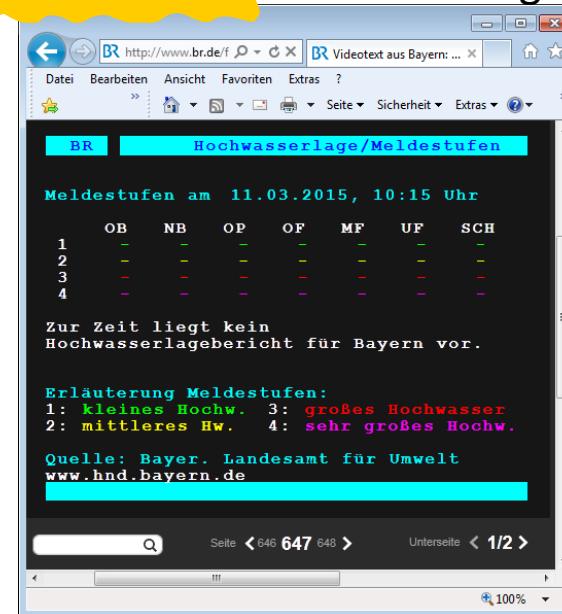 http://www.br.de/f
Videotext aus Bayern: ...
Datei Bearbeiten Ansicht Favoriten Extras ?
Seite Sicherheit Extras
BR Hochwasserlage/Meldestufen
Meldestufen am 11.03.2015, 10:15 Uhr
OB NB OP OF MF UF SCH
1 - - - - - - -
2 - - - - - - -
3 - - - - - - -
4 - - - - - - -
Zur Zeit liegt kein
Hochwasserlagebericht für Bayern vor.
Erläuterung Meldestufen:
1: kleines Hochw. 3: großes Hochwasser
2: mittleres Hw. 4: sehr großes Hochw.
Quelle: Bayer. Landesamt für Umwelt
www.hnd.bayern.de
Seite 646 647 648 Unterseite 1/2
100%